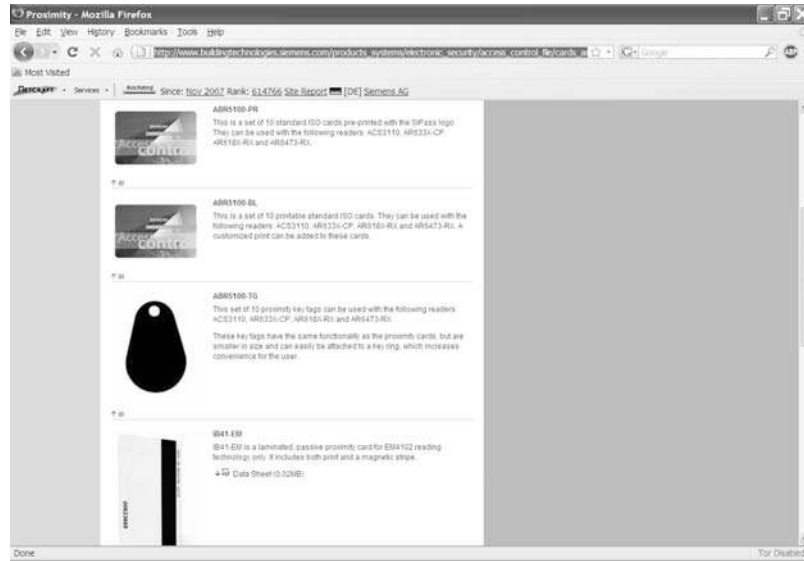 Proximity - Mozilla Firefox
File Edit View History Bookmarks Tools Help
http://www.buildingtechnologies.siemens.com/products_systems/electronic_security/access_control_file/cards_a
Google
ABP
Most Visited
NETCRAFT Services Since: Nov 2007 Rank: 614766 Site Report [DE] Siemens AG
ABR5100-PR
This is a set of 10 standard ISO cards pre-printed with the SiPass logo.
They can be used with the following readers: ACS3110, AR633X-CP,
AR618X-RX and AR6473-RX.
Access
control
ABR5100-BL
This is a set of 10 printable standard ISO cards. They can be used with the
following readers: ACS3110, AR633X-CP, AR618X-RX and AR6473-RX. A
customized print can be added to these cards.
Access
control
ABR5100-TG
This set of 10 proximity key tags can be used with the following readers:
ACS3110, AR633X-CP, AR618X-RX and AR6473-RX.
These key tags have the same functionality as the proximity cards, but are
smaller in size and can easily be attached to a key ring, which increases
convenience for the user.
IB41-EM
IB41-EM is a laminated, passive proximity card for EM4102 reading
technology only. It includes both print and a magnetic stripe.
Data Sheet (0.02MB)
Done
Tor Disabled